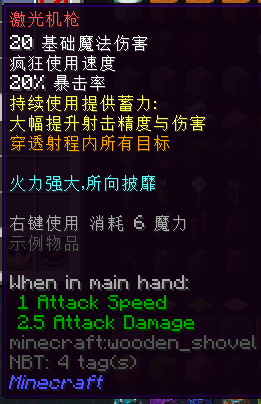 激光机枪
20 基础魔法伤害
疯狂使用速度
20% 暴击率
持续使用提供蓄力:
大幅提升射击精度与伤害
穿透射程内所有目标
火力强大,所向披靡
右键使用 消耗 6 魔力
示例物品
When in main hand:
1 Attack Speed
2.5 Attack Damage
minecraft:wooden_shovel
NBT: 4 tag(s)
Minecraft